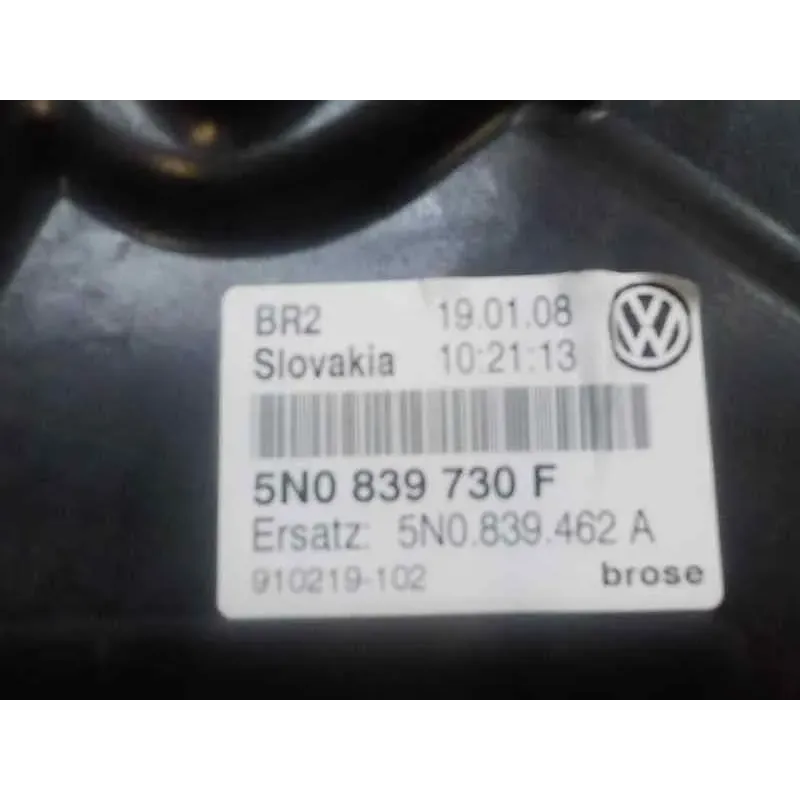 BR2 19.01.08
Slovakia 10:21:13
5N0 839 730 F
Ersatz: 5N0.839.462 A
910219-102 brose